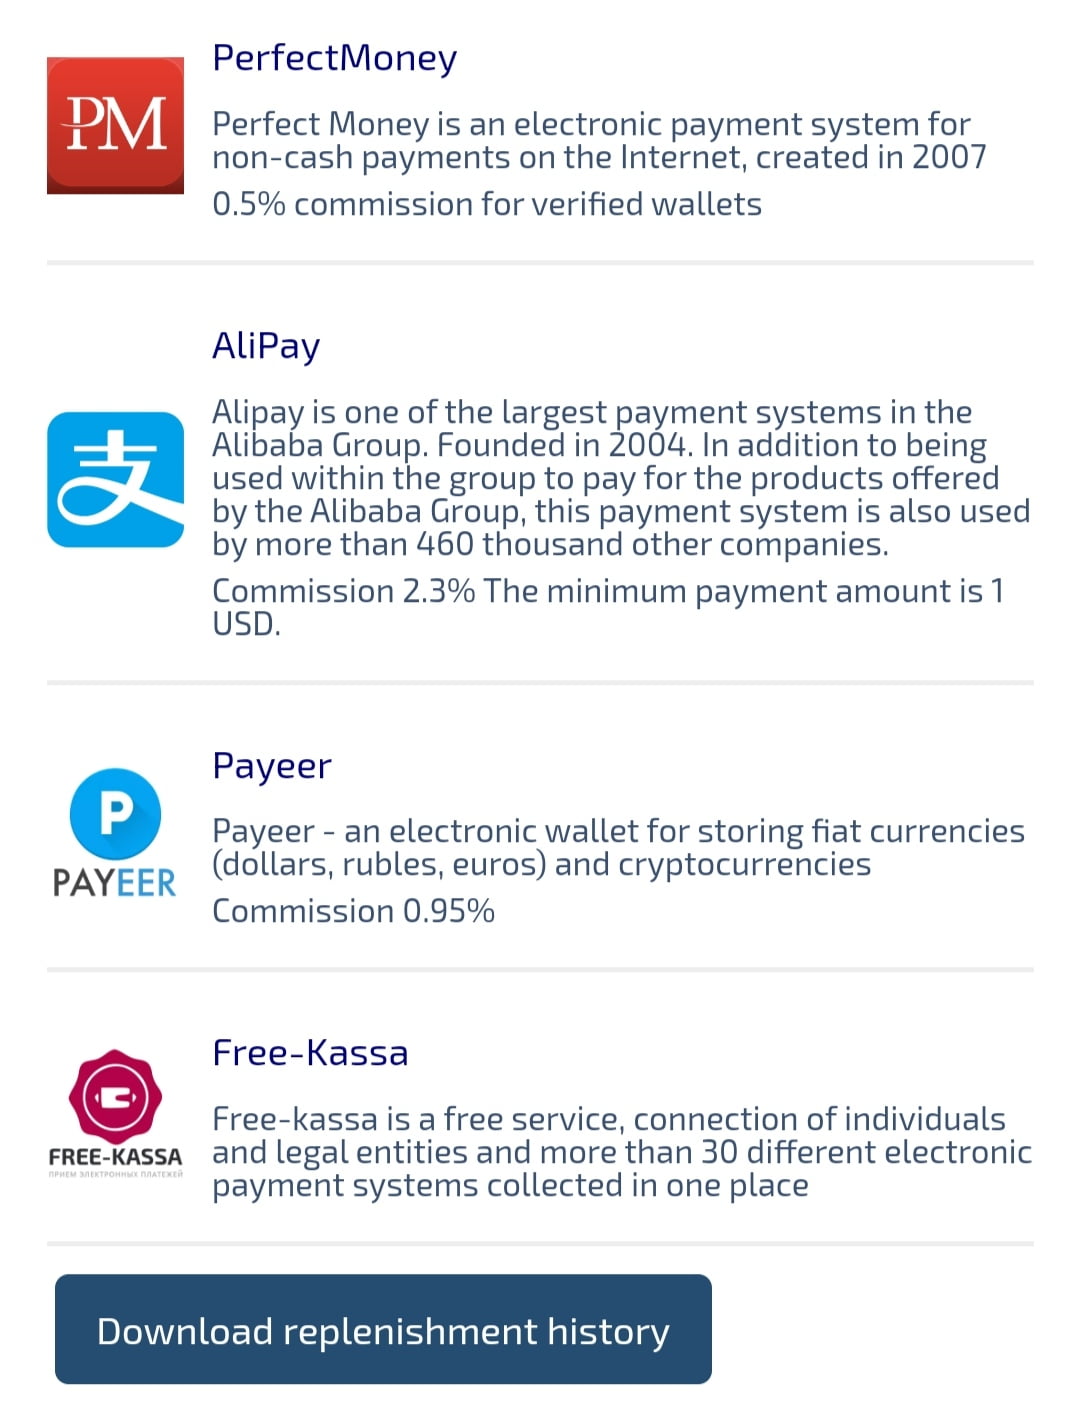 PerfectMoney
PM
Perfect Money is an electronic payment system for
non-cash payments on the Internet, created in 2007
0.5% commission for verified wallets
AliPay
支
Alipay is one of the largest payment systems in the
Alibaba Group. Founded in 2004. In addition to being
used within the group to pay for the products offered
by the Alibaba Group, this payment system is also used
by more than 460 thousand other companies.
Commission 2.3% The minimum payment amount is 1
USD.
Payeer
P
PAYEER
Payeer - an electronic wallet for storing fiat currencies
(dollars, rubles, euros) and cryptocurrencies
Commission 0.95%
Free-Kassa
FREE-KASSA
ПРИЕМ ЭЛЕКТРОННЫХ ПЛАТЕЖЕЙ
Free-kassa is a free service, connection of individuals
and legal entities and more than 30 different electronic
payment systems collected in one place
Download replenishment history